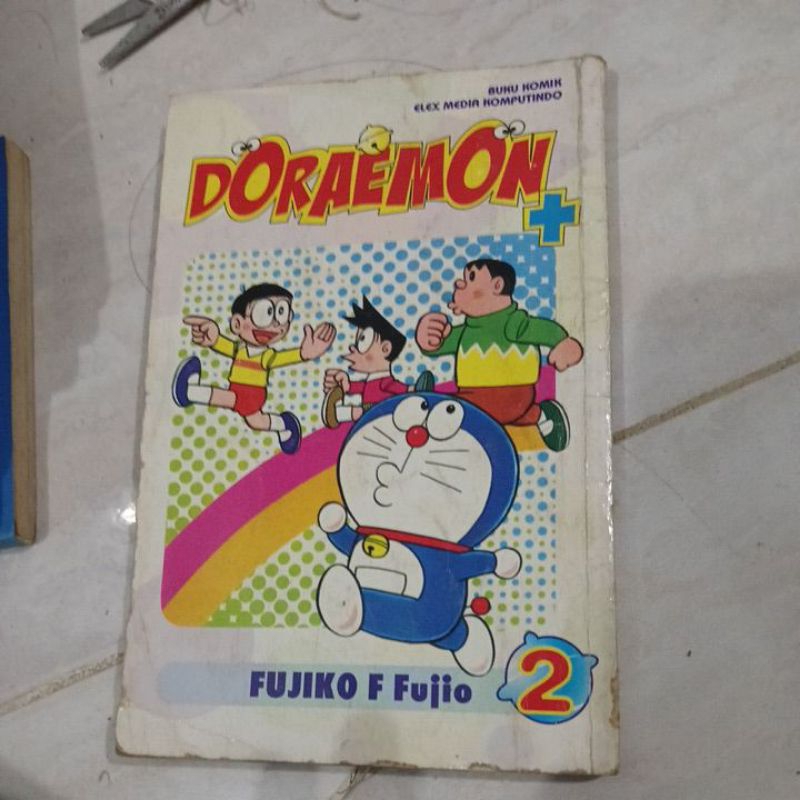 BUKU KOMIK
ELEX MEDIA KOMPUTINDO
DORAEMON
+
FUJIKO F Fujio
2